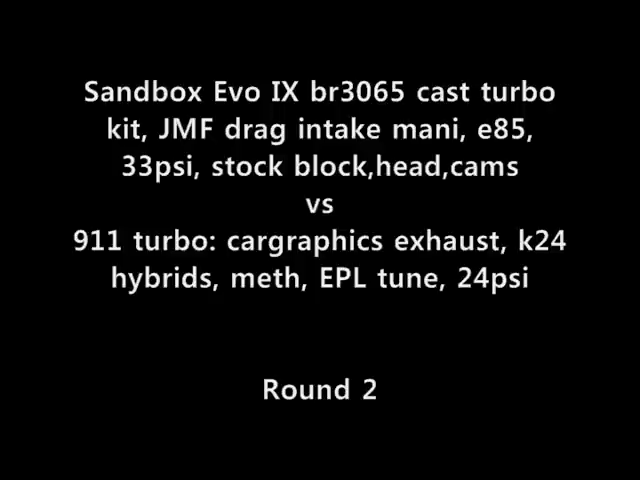 Sandbox Evo IX br3065 cast turbo
kit, JMF drag intake mani, e85,
33psi, stock block,head,cams
vs
911 turbo: cargraphics exhaust, k24
hybrids, meth, EPL tune, 24psi
Round 2